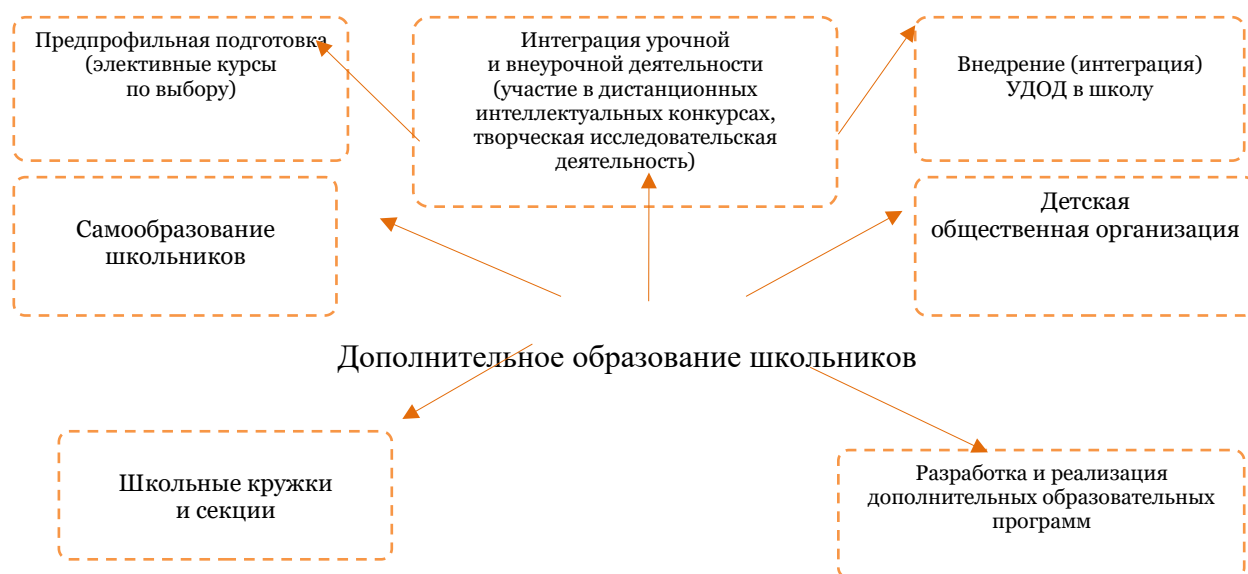 Предпрофильная подготовка
(элективные курсы
по выбору)
Интеграция урочной
и внеурочной деятельности
(участие в дистанционных
интеллектуальных конкурсах,
творческая исследовательская
деятельность)
Внедрение (интеграция)
УДОД в школу
Самообразование
школьников
Детская
общественная организация
Дополнительное образование школьников
Школьные кружки
и секции
Разработка и реализация
дополнительных образовательных
программ